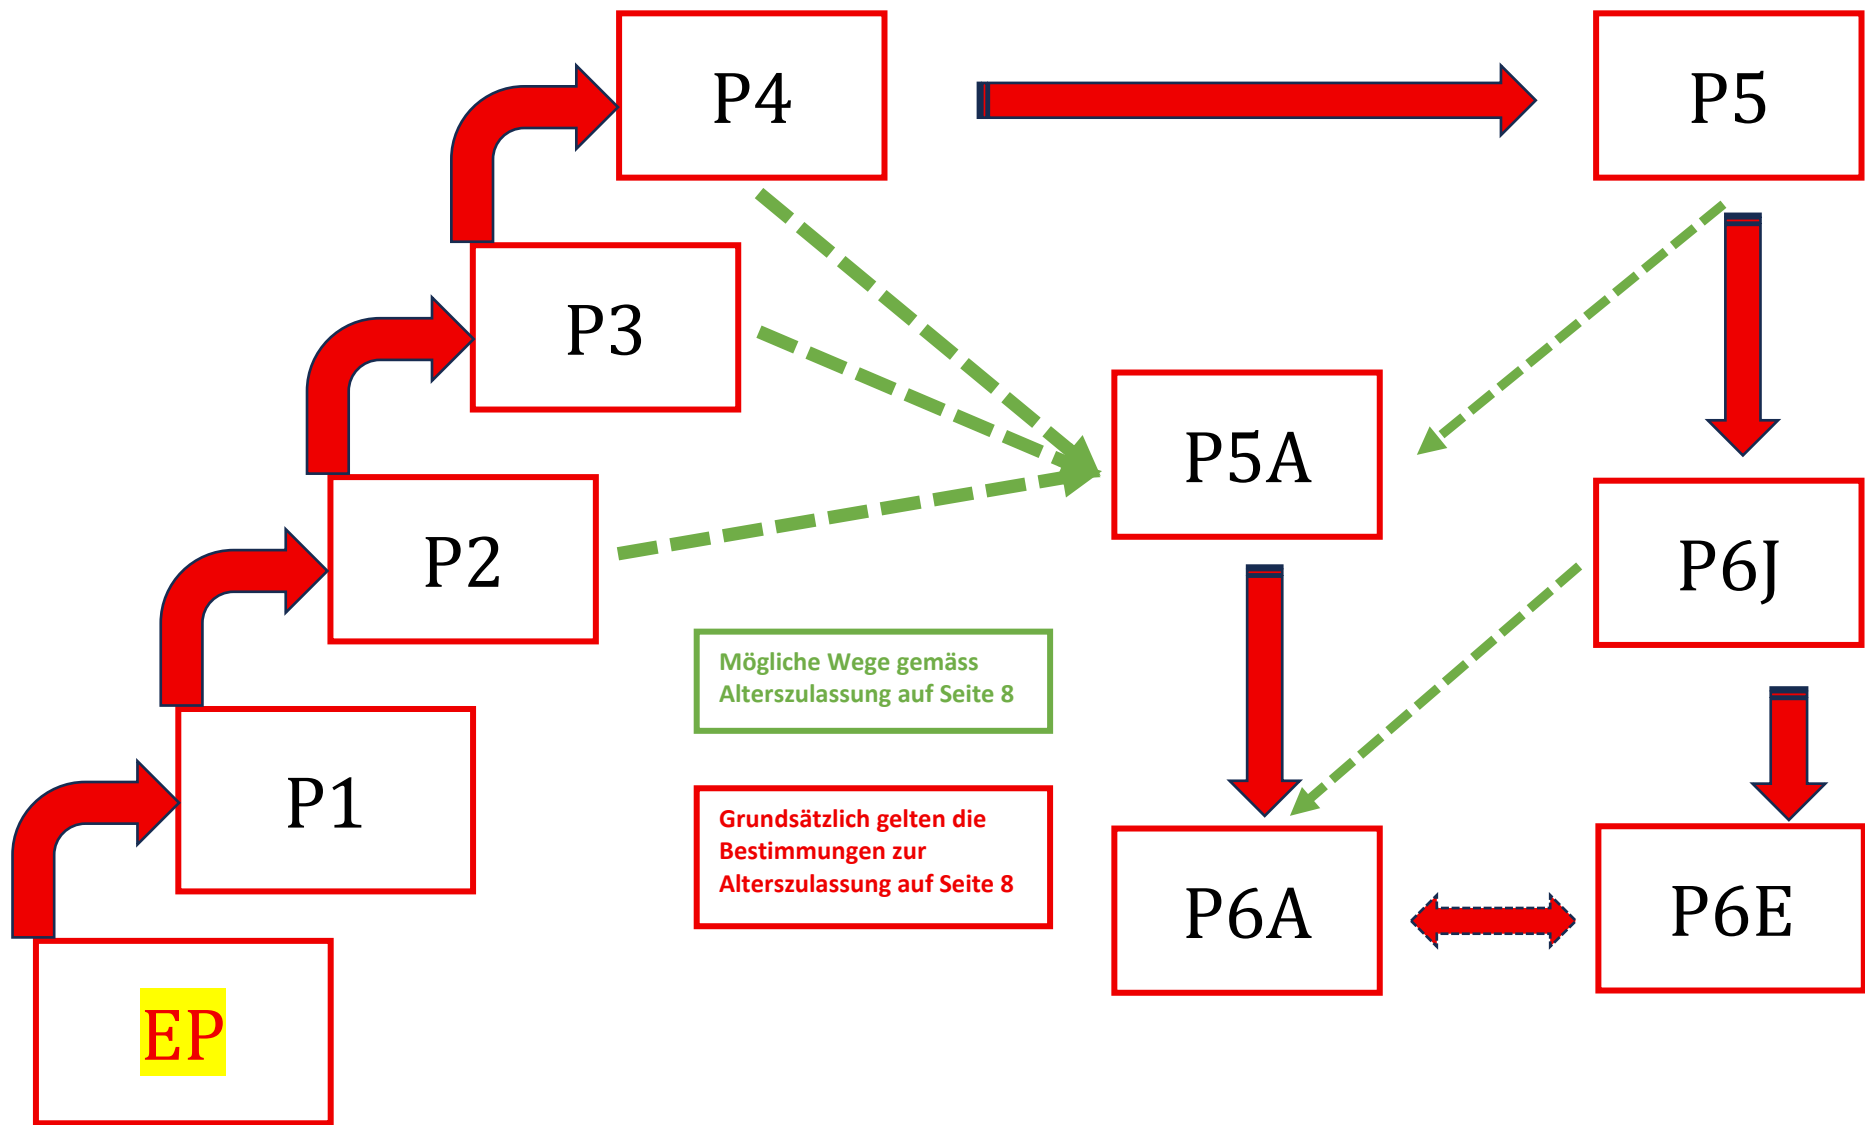 P4
P5
P3
P5A
P2
P6J
Mögliche Wege gemäss
Alterszulassung auf Seite 8
P1
Grundsätzlich gelten die
Bestimmungen zur
Alterszulassung auf Seite 8
P6A
P6E
EP